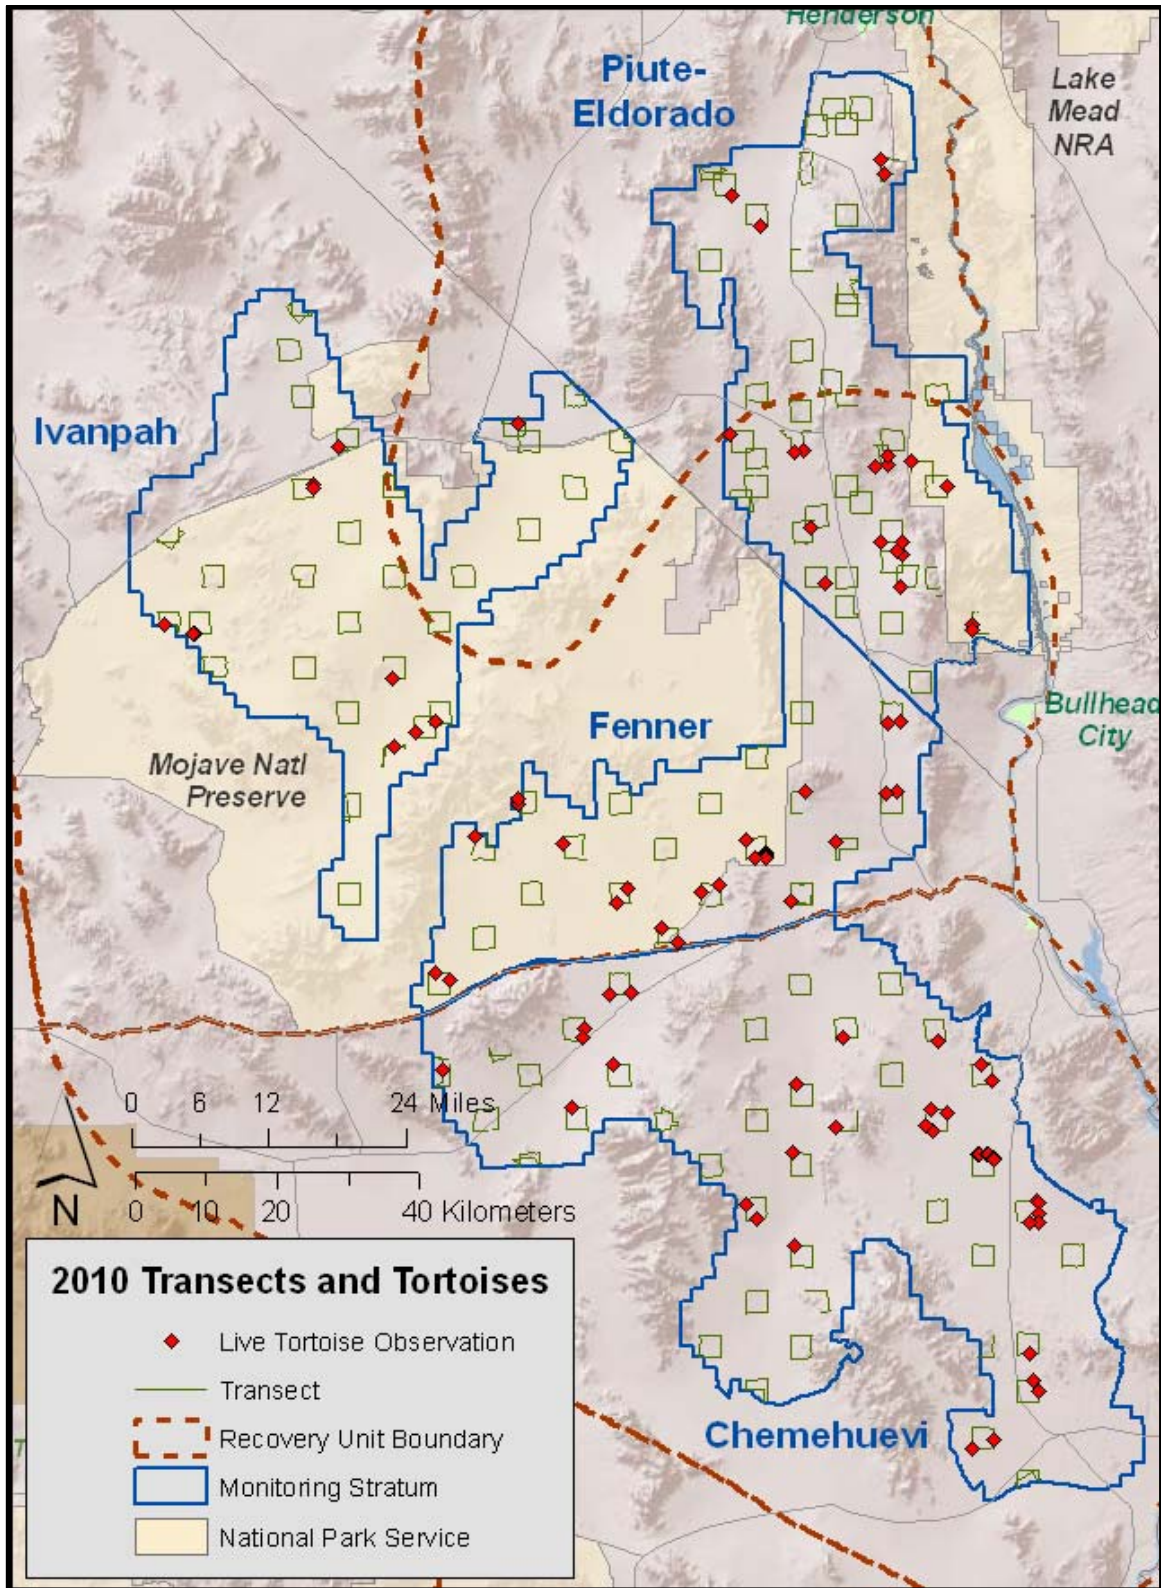 Henderson
Piute-
Eldorado
Lake
Mead
NRA
Ivanpah
Fenner
Bullhead
City
Mojave Natl
Preserve
0 6 12 24 Miles
N
0 10 20 40 Kilometers
2010 Transects and Tortoises
Live Tortoise Observation
Transect
Recovery Unit Boundary
Monitoring Stratum
National Park Service
Chemehuevi